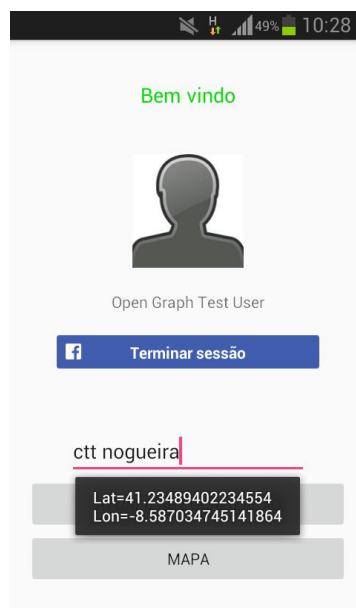 H 49% 10:28
Bem vindo
Open Graph Test User
f Terminar sessão
ctt nogueira
Lat=41.23489402234554
Lon=-8.587034745141864
MAPA